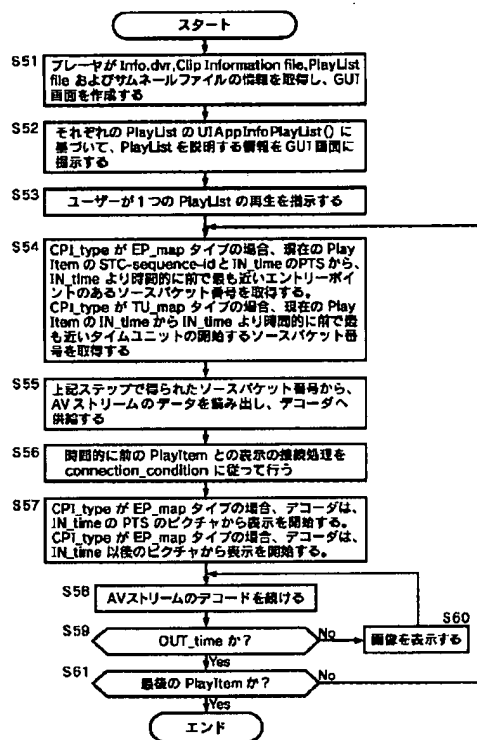 スタート
S51
プレーヤが Info.dvr,Clip Information file,PlayList
file およびサムネールファイルの情報を取得し、GUI
画面を作成する
S52
それぞれの PlayList の UIAppInfoPlayList() に
基づいて、PlayList を説明する情報を GUI 画面に
提示する
S53
ユーザーが１つの PlayList の再生を指示する
S54
CPI_type が EP_map タイプの場合、現在の Play
Item の STC-sequence-id と IN_time のPTS から、
IN_time より時間的に前で最も近いエントリーポイ
ントのあるソースパケット番号を取得する。
CPI_type が TU_map タイプの場合、現在の Play
Item の IN_time から IN_time より時間的に前で最
も近いタイムユニットの開始するソースパケット番
号を取得する
S55
上記ステップで得られたソースパケット番号から、
AVストリームのデータを読み出し、デコーダへ
供給する
S56
時間的に前の PlayItem との表示の接続処理を
connection_condition に従って行う
S57
CPI_type が EP_map タイプの場合、デコーダは、
IN_time の PTS のピクチャから表示を開始する。
CPI_type が EP_map タイプの場合、デコーダは、
IN_time 以後のピクチャから表示を開始する。
S58
AVストリームのデコードを続ける
S59
OUT_time か？
No
S60
画像を表示する
Yes
S61
最後の PlayItem か？
No
Yes
エンド